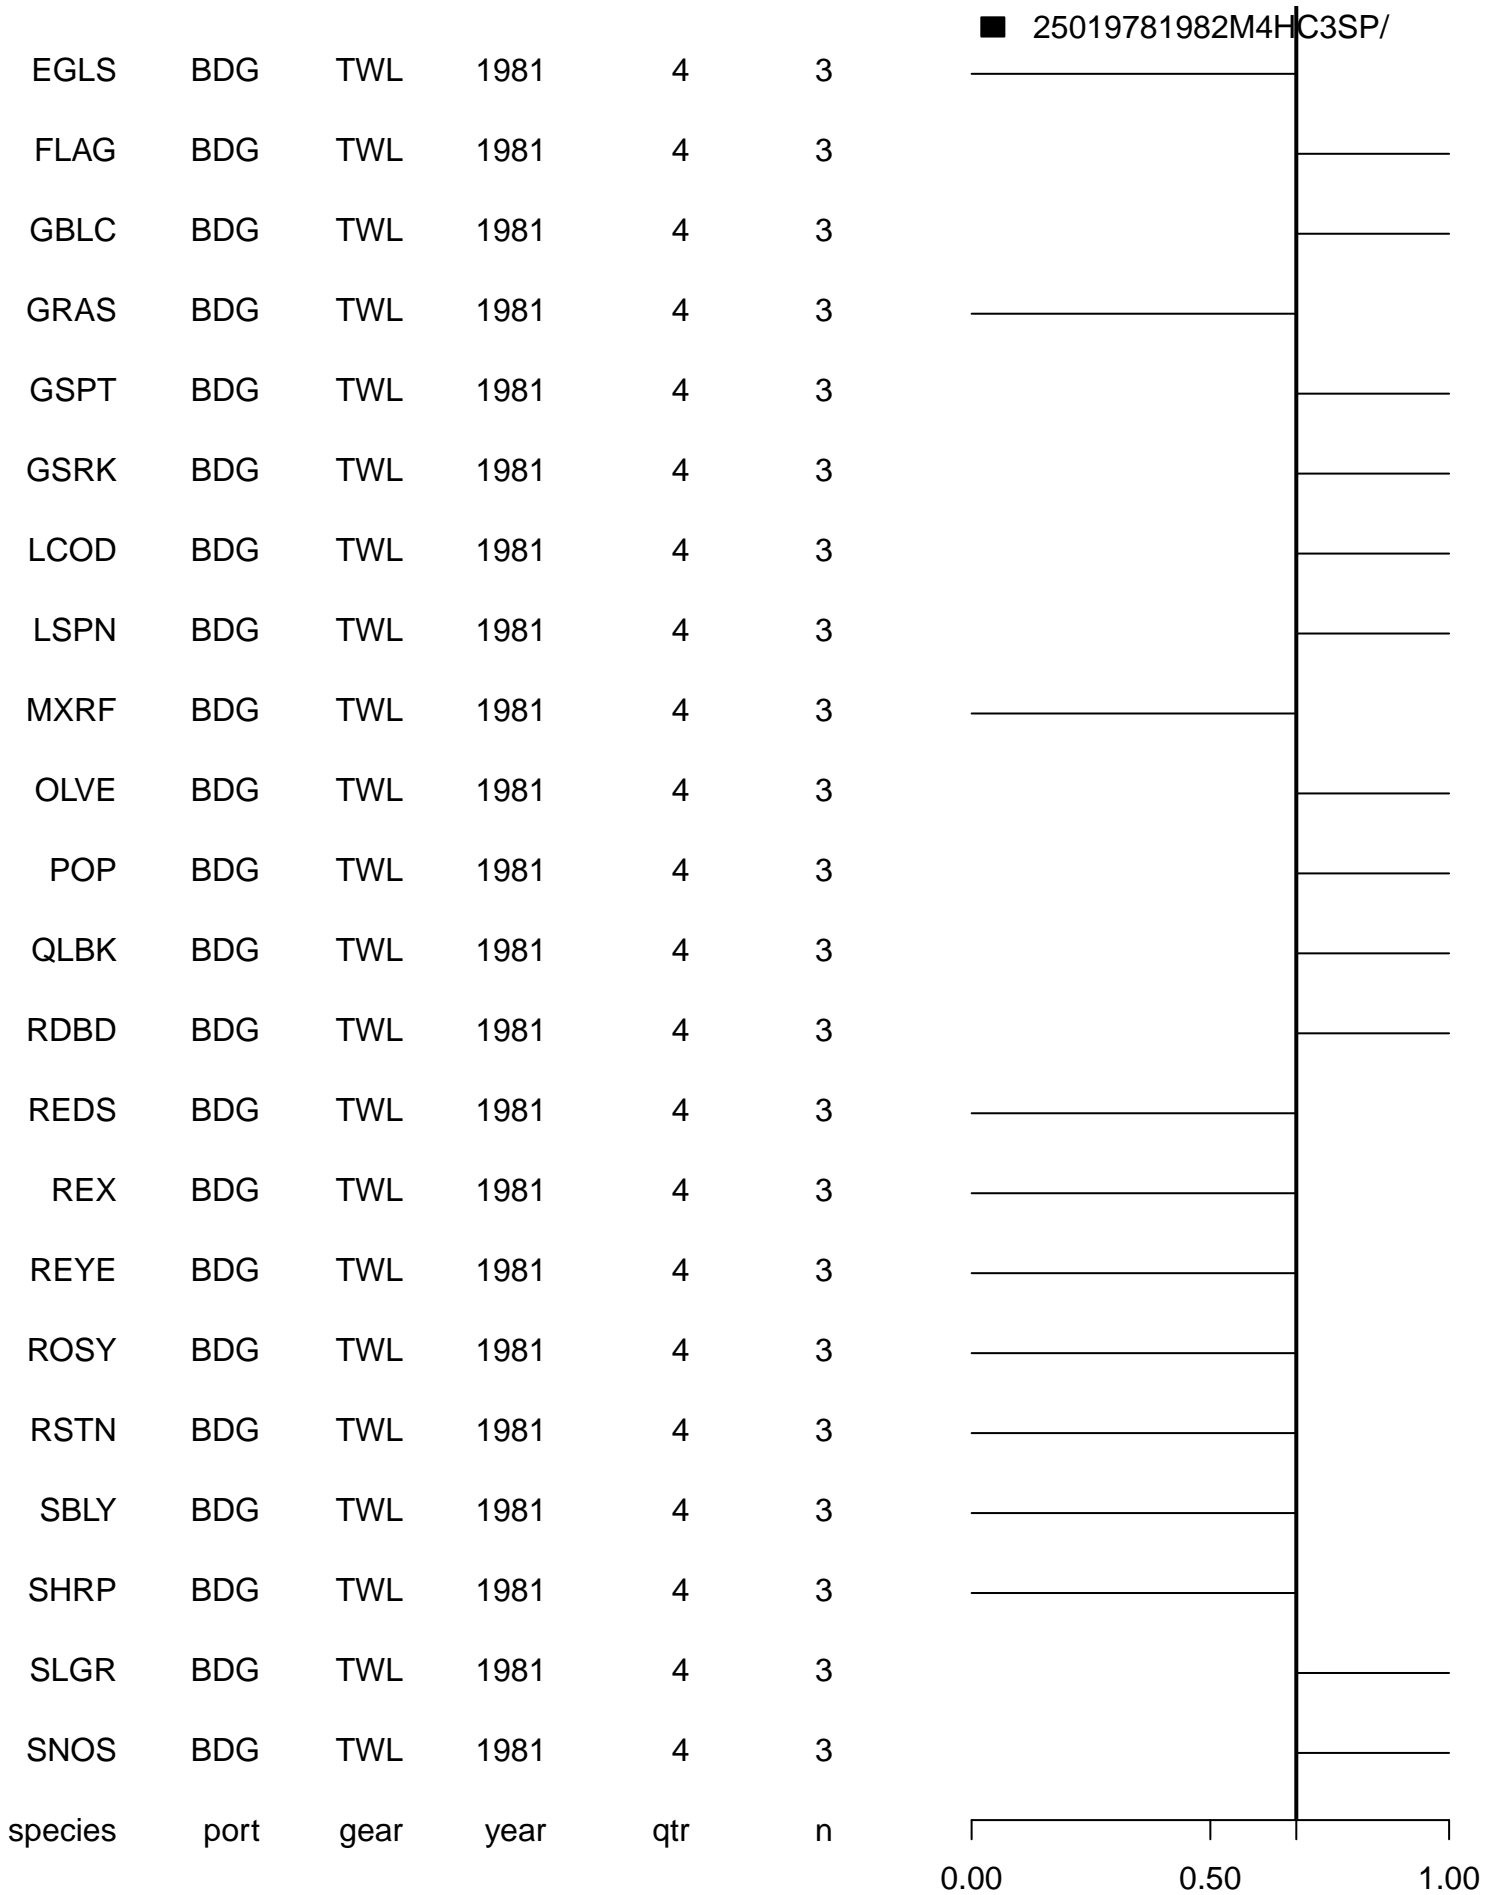 25019781982M4HC3SP/
EGLS BDG TWL 1981 4 3
FLAG BDG TWL 1981 4 3
GBLC BDG TWL 1981 4 3
GRAS BDG TWL 1981 4 3
GSPT BDG TWL 1981 4 3
GSRK BDG TWL 1981 4 3
LCOD BDG TWL 1981 4 3
LSPN BDG TWL 1981 4 3
MXRF BDG TWL 1981 4 3
OLVE BDG TWL 1981 4 3
POP BDG TWL 1981 4 3
QLBK BDG TWL 1981 4 3
RDBD BDG TWL 1981 4 3
REDS BDG TWL 1981 4 3
REX BDG TWL 1981 4 3
REYE BDG TWL 1981 4 3
ROSY BDG TWL 1981 4 3
RSTN BDG TWL 1981 4 3
SBLY BDG TWL 1981 4 3
SHRP BDG TWL 1981 4 3
SLGR BDG TWL 1981 4 3
SNOS BDG TWL 1981 4 3
species port gear year qtr n
0.00 0.50 1.00